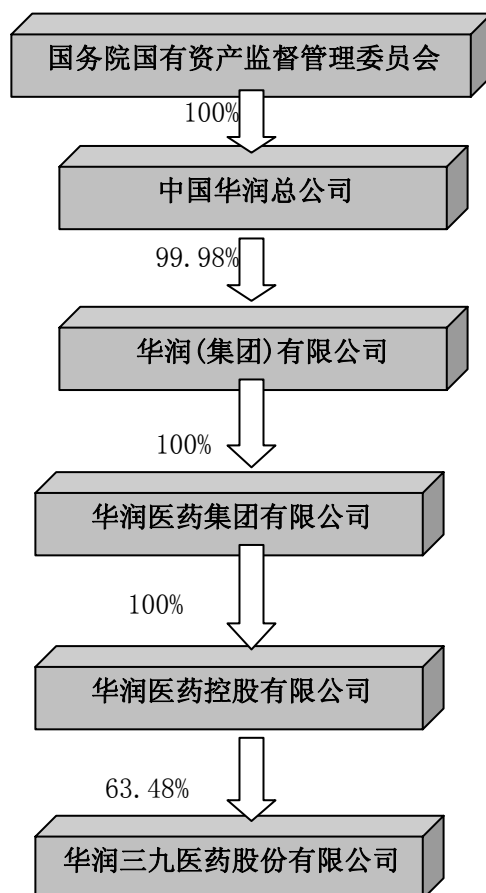 国务院国有资产监督管理委员会
100%
中国华润总公司
99.98%
华润(集团)有限公司
100%
华润医药集团有限公司
100%
华润医药控股有限公司
63.48%
华润三九医药股份有限公司